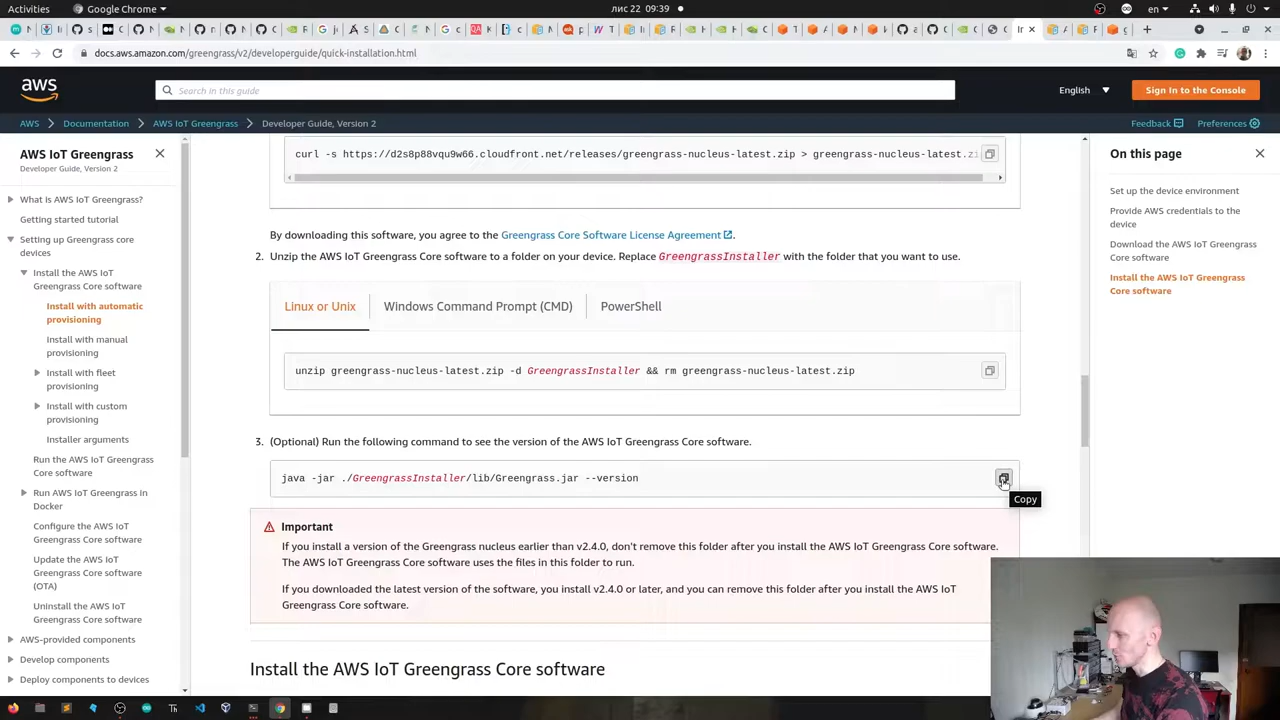 Activities
Google Chrome
лис 22 09:39
en
docs.aws.amazon.com/greengrass/v2/developerguide/quick-installation.html
aws
Search in this guide
English
Sign In to the Console
AWS
Documentation
AWS IoT Greengrass
Developer Guide, Version 2
Feedback
Preferences
AWS IoT Greengrass
Developer Guide, Version 2
What is AWS IoT Greengrass?
Getting started tutorial
Setting up Greengrass core
devices
Install the AWS IoT
Greengrass Core software
Install with automatic
provisioning
Install with manual
provisioning
Install with fleet
provisioning
Install with custom
provisioning
Installer arguments
Run the AWS IoT Greengrass
Core software
Run AWS IoT Greengrass in
Docker
Configure the AWS IoT
Greengrass Core software
Update the AWS IoT
Greengrass Core software
(OTA)
Uninstall the AWS IoT
Greengrass Core software
AWS-provided components
Develop components
Deploy components to devices
curl -s https://d2s8p88vqu9w66.cloudfront.net/releases/greengrass-nucleus-latest.zip > greengrass-nucleus-latest.zi
By downloading this software, you agree to the Greengrass Core Software License Agreement.
2. Unzip the AWS IoT Greengrass Core software to a folder on your device. Replace GreengrassInstaller with the folder that you want to use.
Linux or Unix
Windows Command Prompt (CMD)
PowerShell
unzip greengrass-nucleus-latest.zip -d GreengrassInstaller && rm greengrass-nucleus-latest.zip
3. (Optional) Run the following command to see the version of the AWS IoT Greengrass Core software.
java -jar ./GreengrassInstaller/lib/Greengrass.jar --version
Copy
Important
If you install a version of the Greengrass nucleus earlier than v2.4.0, don't remove this folder after you install the AWS IoT Greengrass Core software.
The AWS IoT Greengrass Core software uses the files in this folder to run.
If you downloaded the latest version of the software, you install v2.4.0 or later, and you can remove this folder after you install the AWS IoT
Greengrass Core software.
Install the AWS IoT Greengrass Core software
On this page
Set up the device environment
Provide AWS credentials to the
device
Download the AWS IoT Greengrass
Core software
Install the AWS IoT Greengrass
Core software